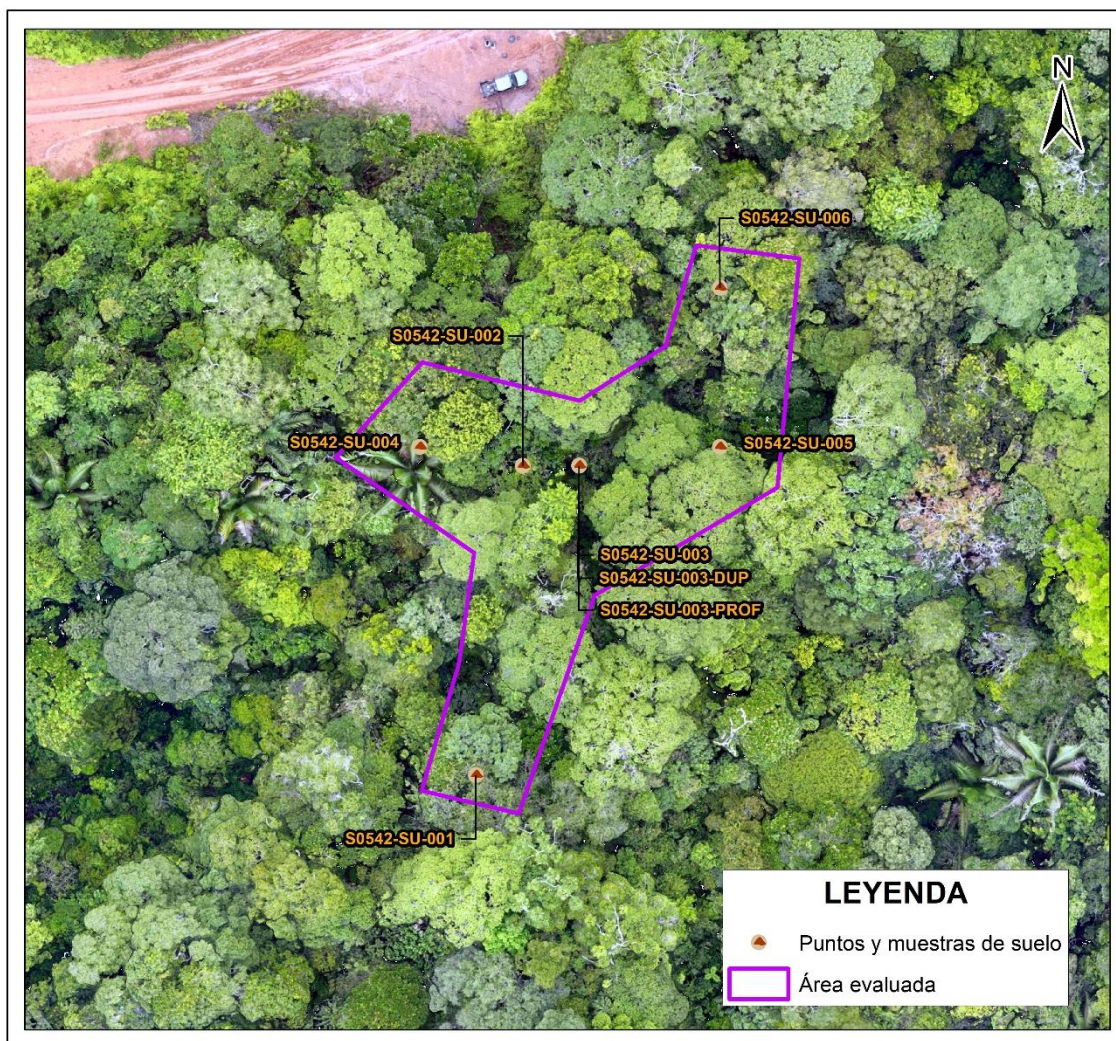 N
S0542-SU-006
S0542-SU-002
S0542-SU-004
S0542-SU-005
S0542-SU-003
S0542-SU-003-DUP
S0542-SU-003-PROF
S0542-SU-001
LEYENDA
Puntos y muestras de suelo
Área evaluada